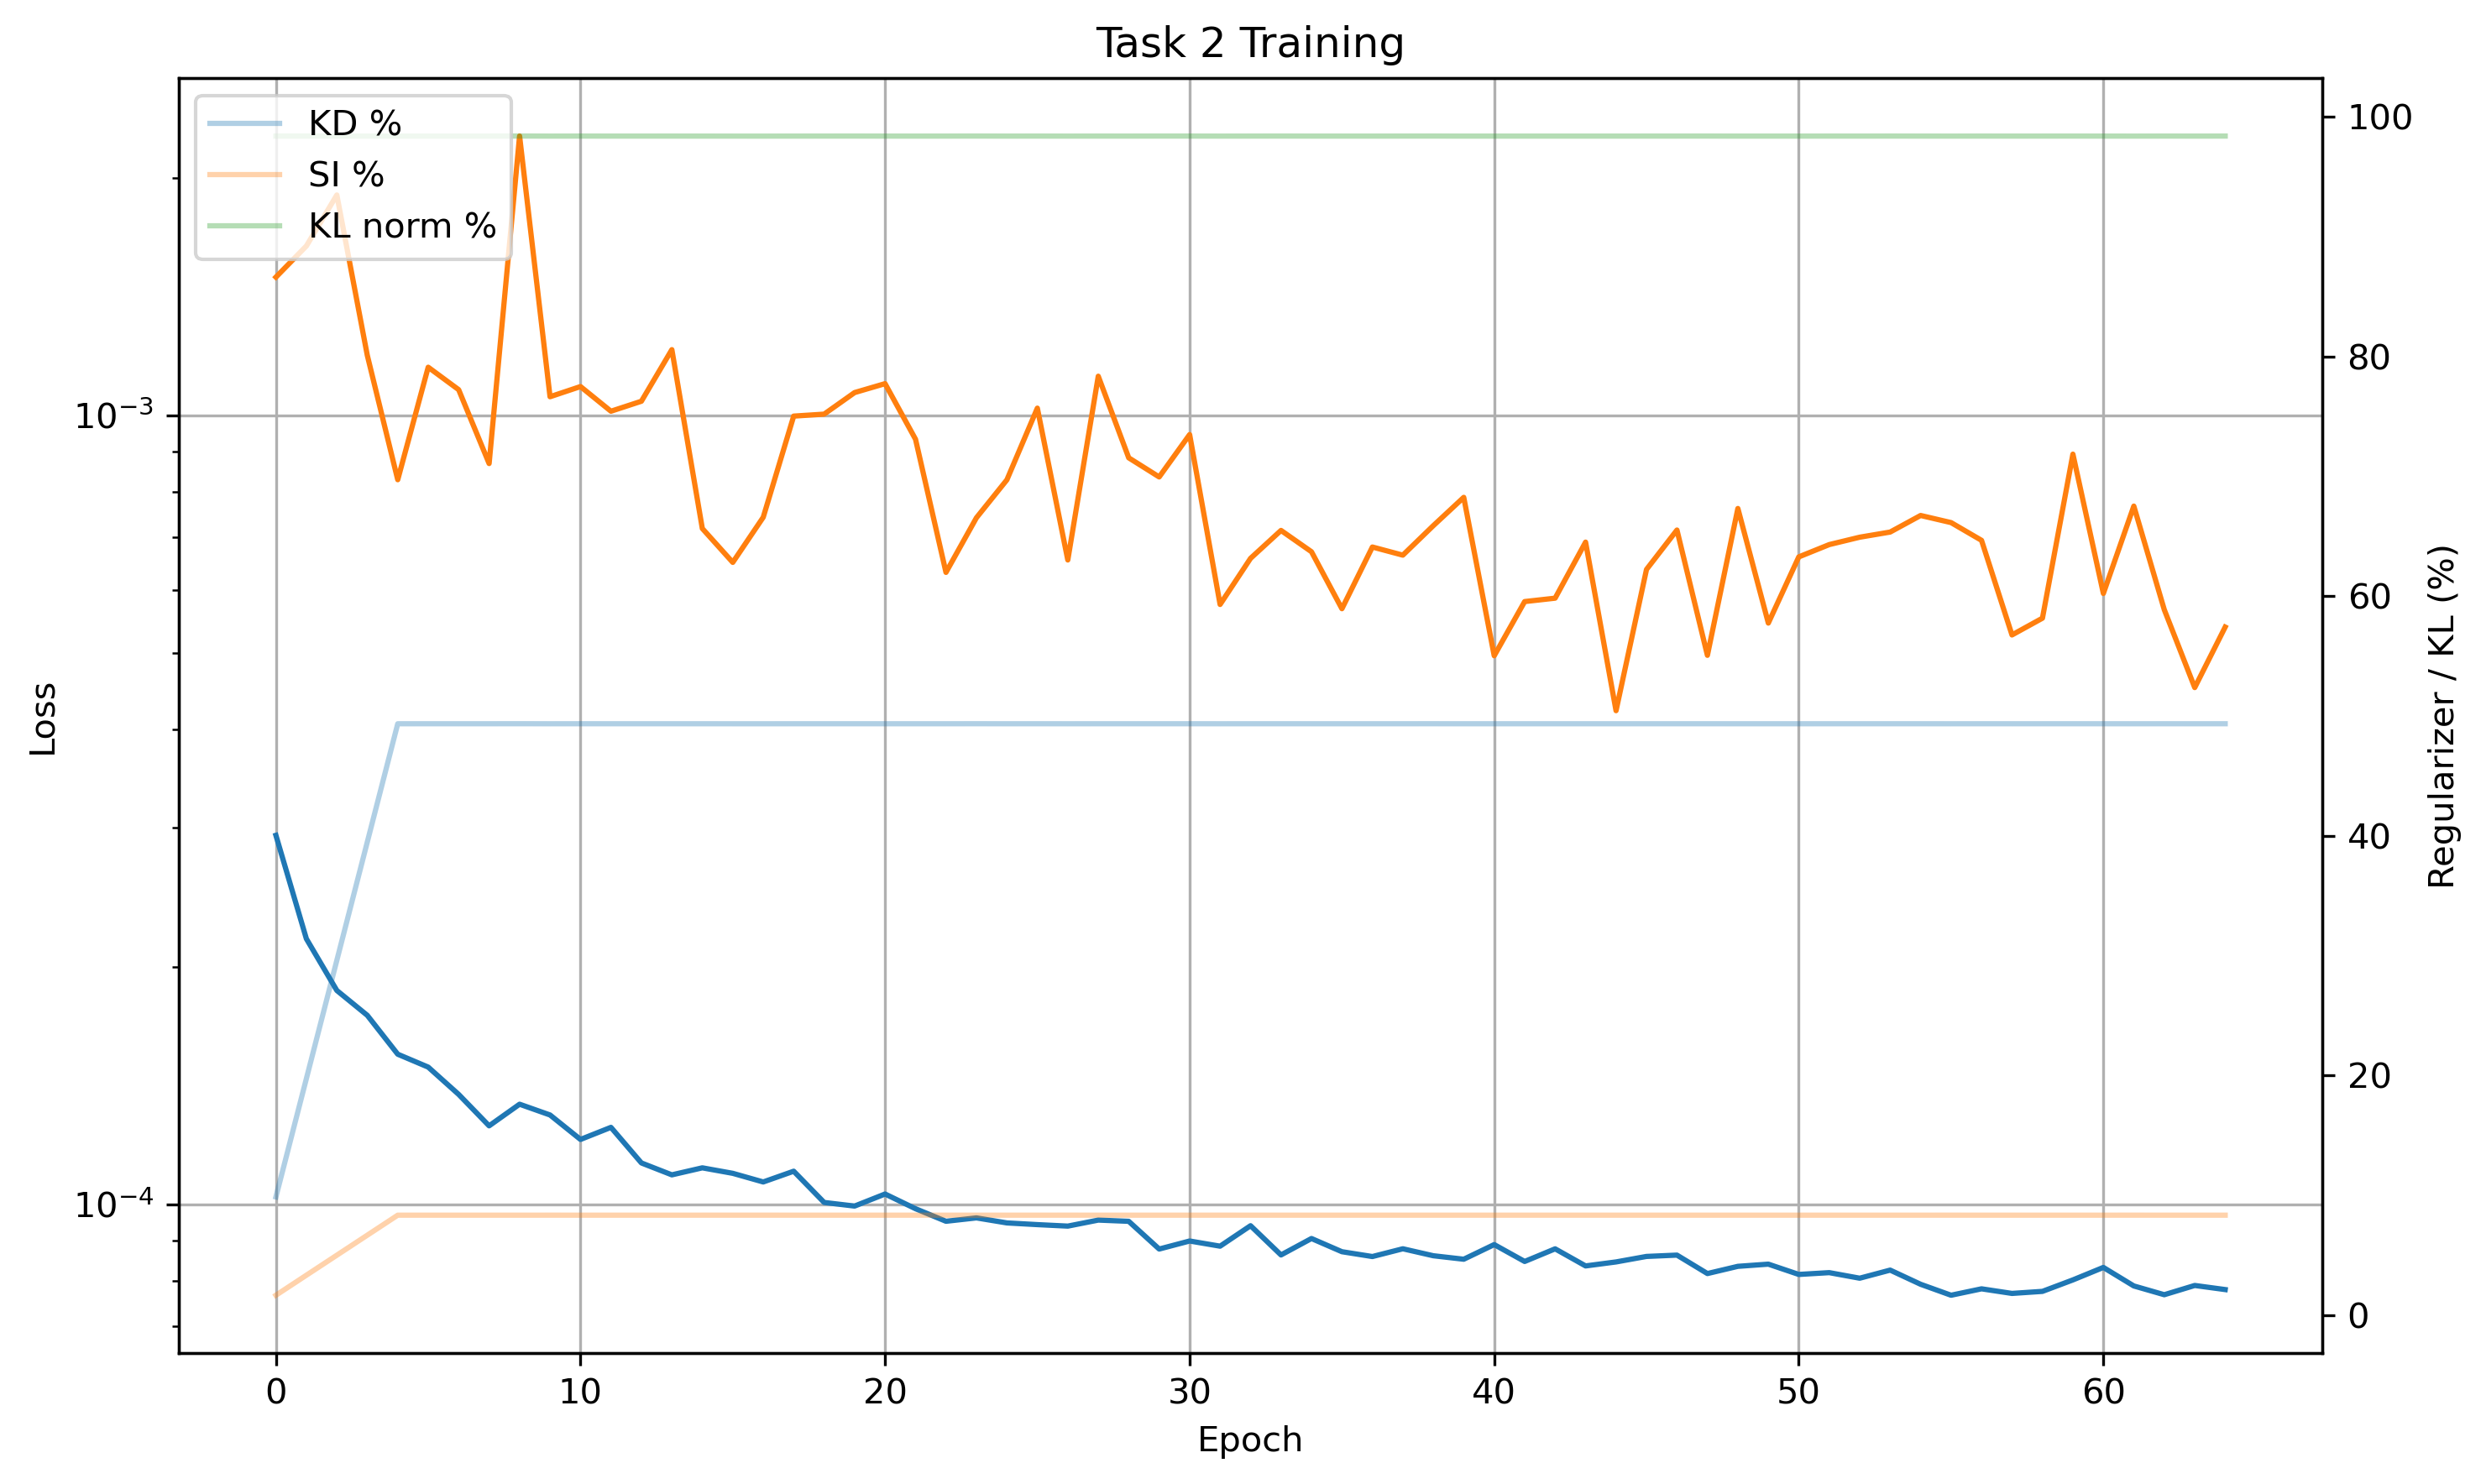 Task 2 Training
KD %
SI %
KL norm %
Loss
10⁻³
10⁻⁴
100
80
60
40
20
0
Regularizer / KL (%)
0 10 20 30 40 50 60
Epoch